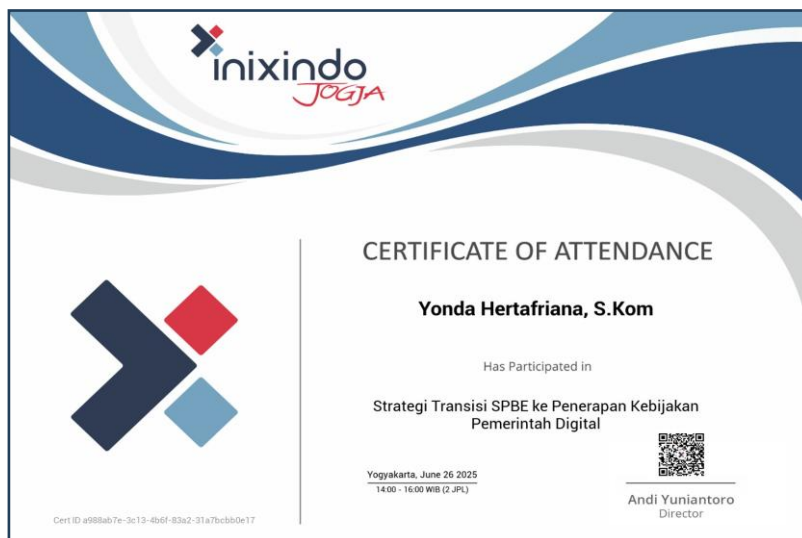 inixindo
JOGJA
CERTIFICATE OF ATTENDANCE
Yonda Hertafriana, S.Kom
Has Participated in
Strategi Transisi SPBE ke Penerapan Kebijakan
Pemerintah Digital
Yogyakarta, June 26 2025
14:00 - 16:00 WIB (2 JPL)
Andi Yuniantoro
Director
Cert ID a988ab7e-3c13-4b6f-83a2-31a7bcbb0e17